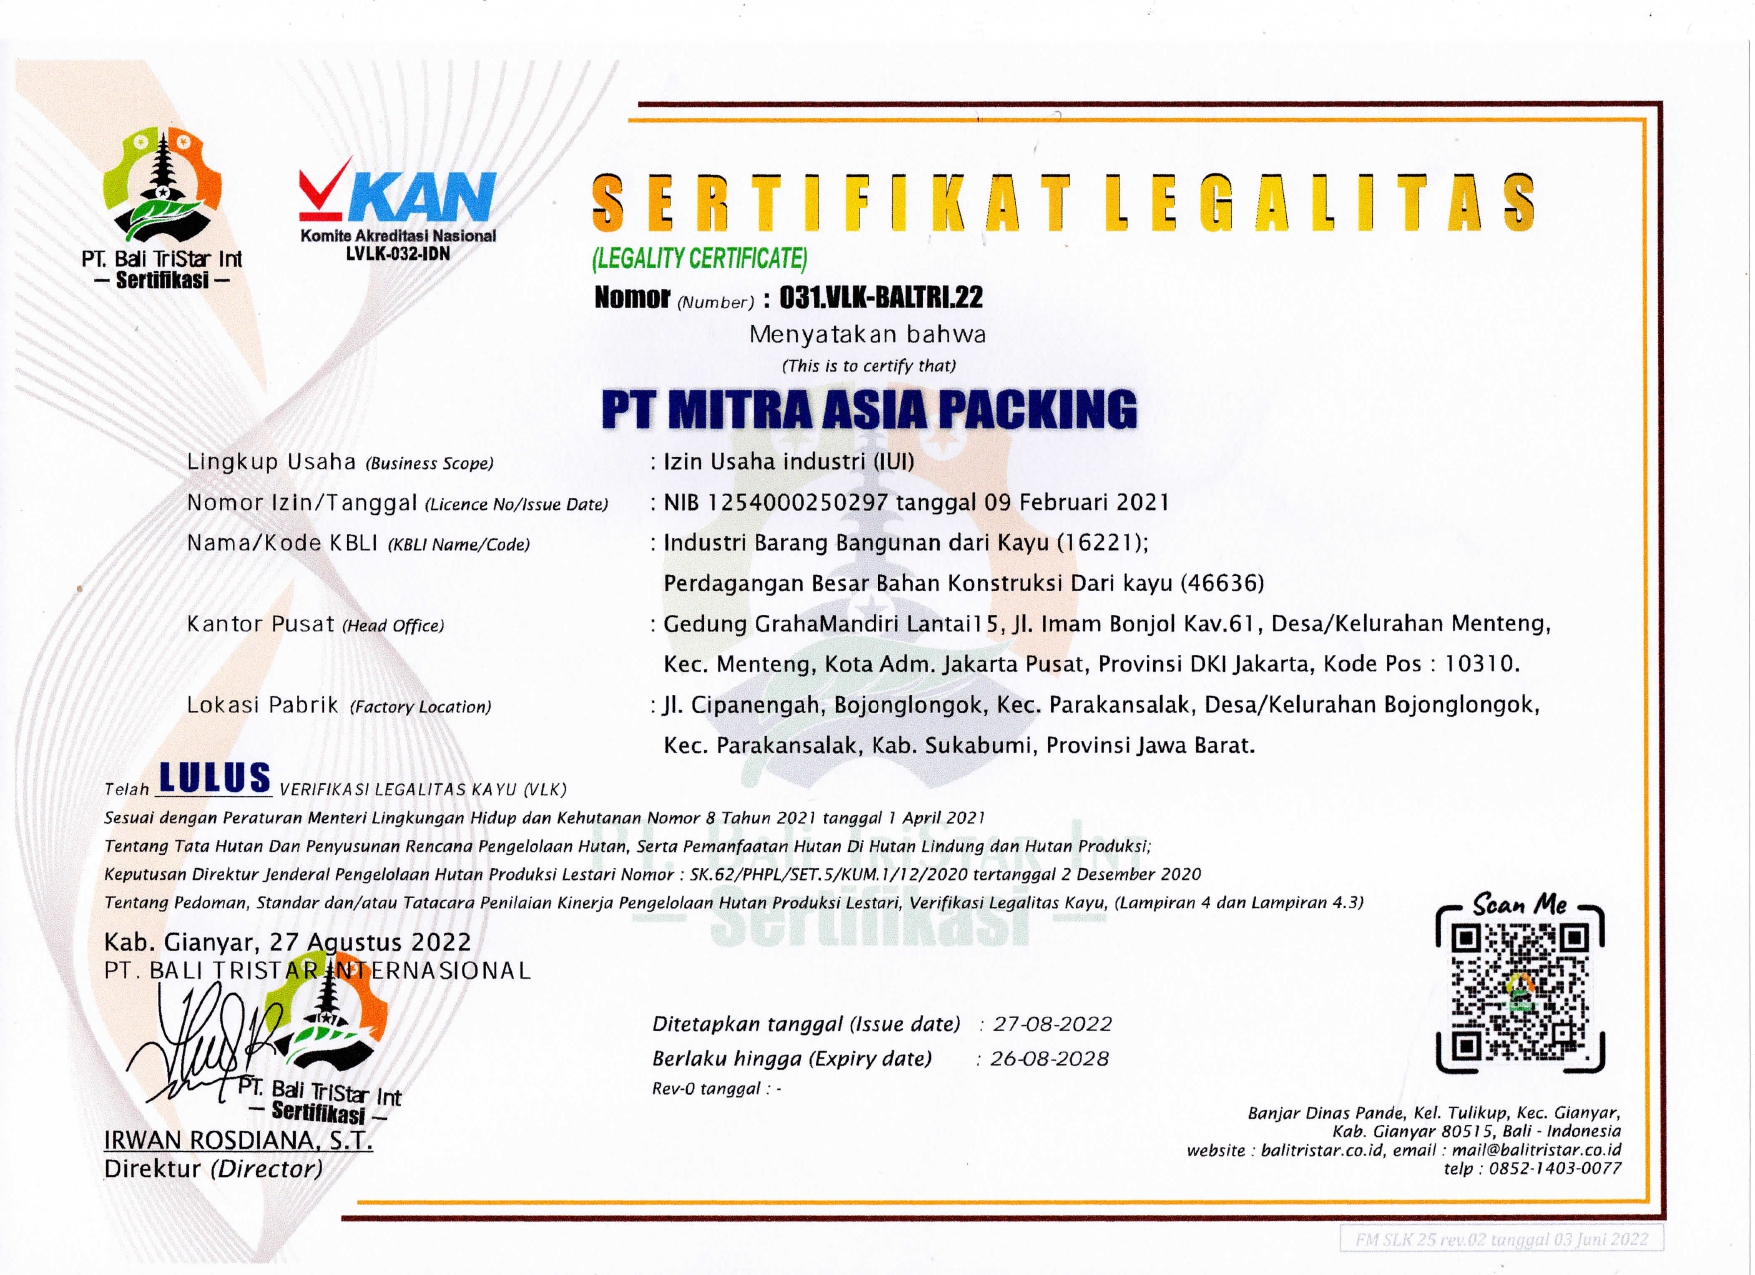 PT. Bali TriStar Int
— Sertifikasi —
KAN
Komite Akreditasi Nasional
LVLK-032-IDN
SERTIFIKAT LEGALITAS
(LEGALITY CERTIFICATE)
Nomor (Number) : 031.VLK-BALTRI.22
Menyatakan bahwa
(This is to certify that)
PT MITRA ASIA PACKING
Lingkup Usaha (Business Scope) : Izin Usaha industri (IUI)
Nomor Izin/Tanggal (Licence No/Issue Date) : NIB 1254000250297 tanggal 09 Februari 2021
Nama/Kode KBLI (KBLI Name/Code) : Industri Barang Bangunan dari Kayu (16221);
Perdagangan Besar Bahan Konstruksi Dari kayu (46636)
Kantor Pusat (Head Office) : Gedung GrahaMandiri Lantai15, Jl. Imam Bonjol Kav.61, Desa/Kelurahan Menteng,
Kec. Menteng, Kota Adm. Jakarta Pusat, Provinsi DKI Jakarta, Kode Pos : 10310.
Lokasi Pabrik (Factory Location) : Jl. Cipanengah, Bojonglongok, Kec. Parakansalak, Desa/Kelurahan Bojonglongok,
Kec. Parakansalak, Kab. Sukabumi, Provinsi Jawa Barat.
Telah LULUS VERIFIKASI LEGALITAS KAYU (VLK)
Sesuai dengan Peraturan Menteri Lingkungan Hidup dan Kehutanan Nomor 8 Tahun 2021 tanggal 1 April 2021
Tentang Tata Hutan Dan Penyusunan Rencana Pengelolaan Hutan, Serta Pemanfaatan Hutan Di Hutan Lindung dan Hutan Produksi;
Keputusan Direktur Jenderal Pengelolaan Hutan Produksi Lestari Nomor : SK.62/PHPL/SET.5/KUM.1/12/2020 tertanggal 2 Desember 2020
Tentang Pedoman, Standar dan/atau Tatacara Penilaian Kinerja Pengelolaan Hutan Produksi Lestari, Verifikasi Legalitas Kayu, (Lampiran 4 dan Lampiran 4.3)
PT. Bali TriStar Int
— Sertifikasi —
Scan Me
Kab. Gianyar, 27 Agustus 2022
PT. BALI TRISTAR INTERNASIONAL
PT. Bali TriStar Int
— Sertifikasi —
IRWAN ROSDIANA, S.T.
Direktur (Director)
Ditetapkan tanggal (Issue date) : 27-08-2022
Berlaku hingga (Expiry date) : 26-08-2028
Rev-0 tanggal : -
Banjar Dinas Pande, Kel. Tulikup, Kec. Gianyar,
Kab. Gianyar 80515, Bali - Indonesia
website : balitristar.co.id, email : mail@balitristar.co.id
telp : 0852-1403-0077
FM SLK 25 rev.02 tanggal 03 Juni 2022